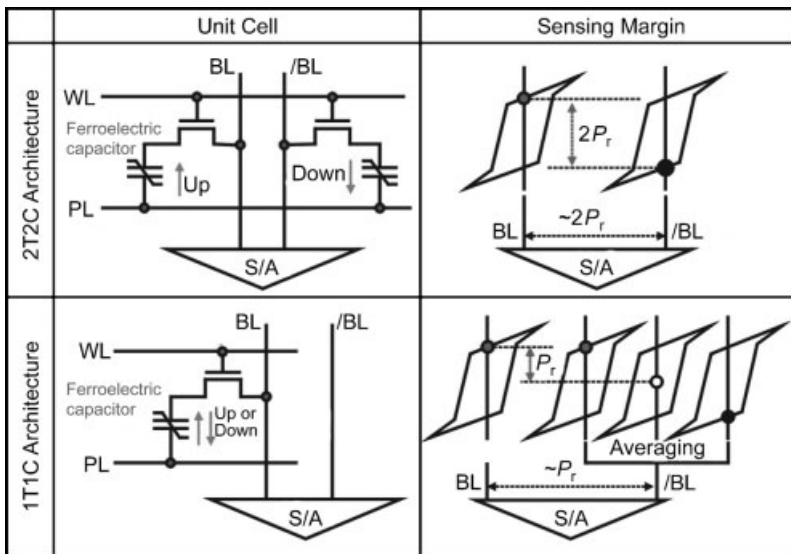 Unit Cell
Sensing Margin
2T2C Architecture
BL
/BL
WL
Ferroelectric
capacitor
Up
Down
PL
S/A
2Pr
~2Pr
BL
/BL
S/A
1T1C Architecture
BL
/BL
WL
Ferroelectric
capacitor
Up or
Down
PL
S/A
Pr
Averaging
BL
~Pr
/BL
S/A